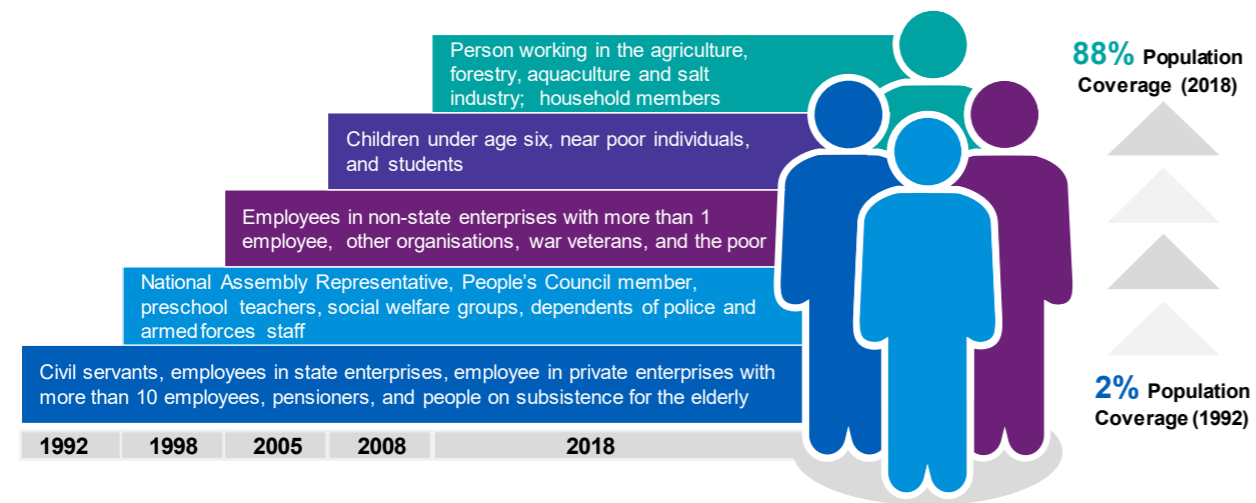 Person working in the agriculture,
forestry, aquaculture and salt
industry; household members
88% Population
Coverage (2018)
Children under age six, near poor individuals,
and students
Employees in non-state enterprises with more than 1
employee, other organisations, war veterans, and the poor
National Assembly Representative, People's Council member,
preschool teachers, social welfare groups, dependents of police and
armed forces staff
Civil servants, employees in state enterprises, employee in private enterprises with
more than 10 employees, pensioners, and people on subsistence for the elderly
2% Population
Coverage (1992)
1992 1998 2005 2008 2018